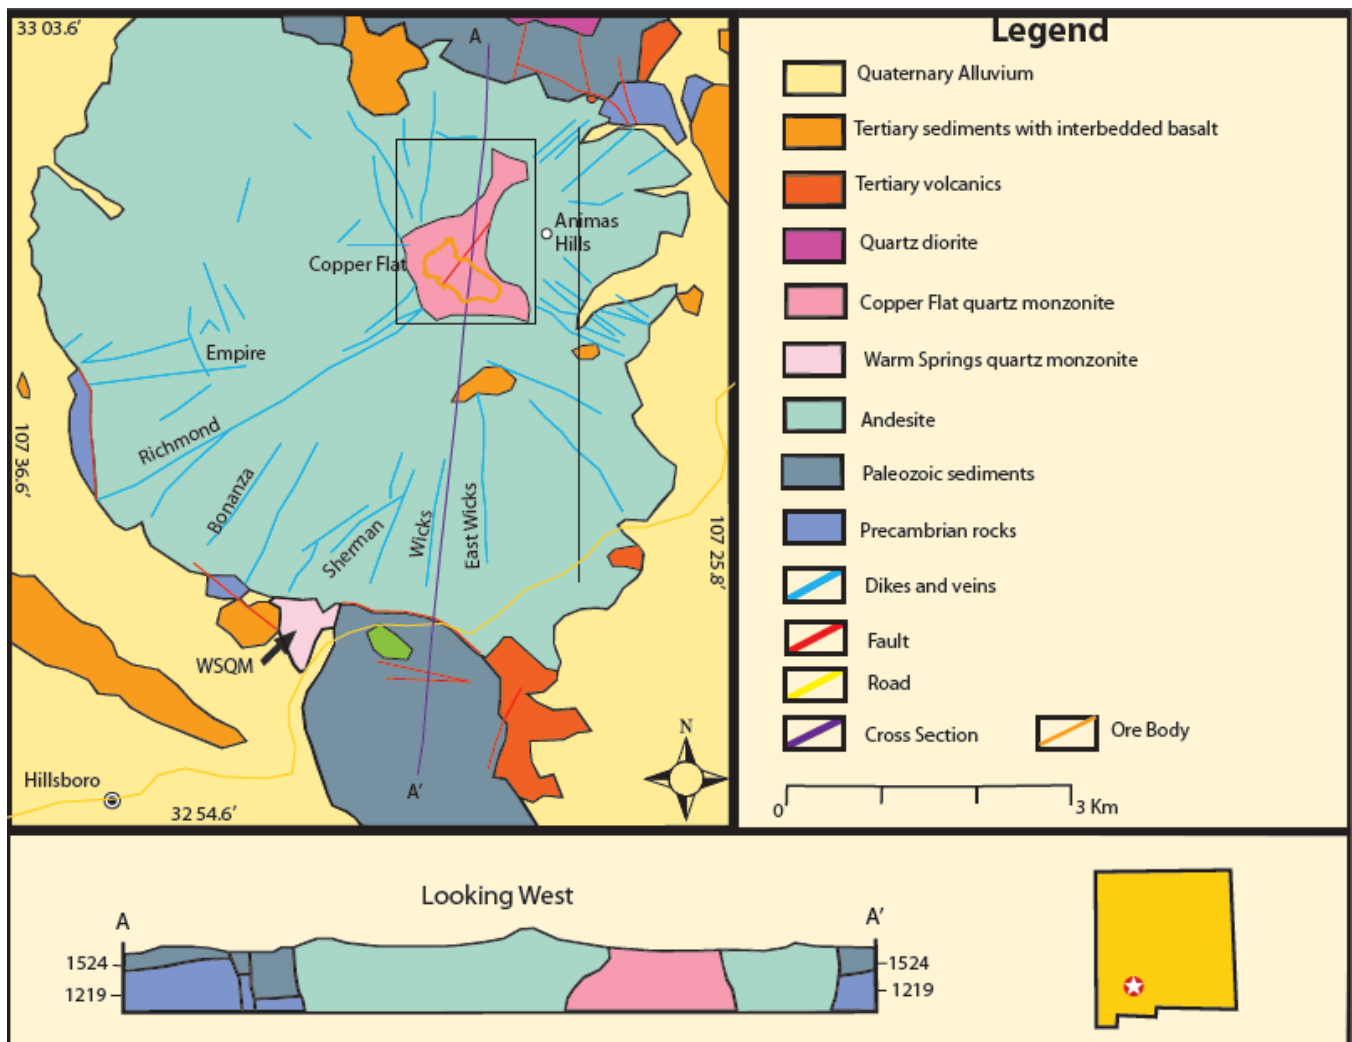 33 03.6′
A
Animas
Hills
Copper Flat
Empire
Richmond
Bonanza
Sherman
Wicks
East Wicks
107 36.6′
107 25.8′
WSQM
N
Hillsboro
A′
32 54.6′
Legend
Quaternary Alluvium
Tertiary sediments with interbedded basalt
Tertiary volcanics
Quartz diorite
Copper Flat quartz monzonite
Warm Springs quartz monzonite
Andesite
Paleozoic sediments
Precambrian rocks
Dikes and veins
Fault
Road
Cross Section
Ore Body
0
3 Km
Looking West
A
A′
1524
1524
1219
1219